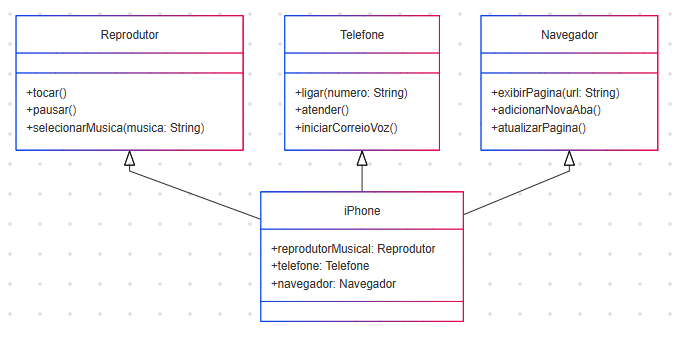 Reprodutor
+tocar()
+pausar()
+selecionarMusica(musica: String)
Telefone
+ligar(numero: String)
+atender()
+iniciarCorreioVoz()
Navegador
+exibirPagina(url: String)
+adicionarNovaAba()
+atualizarPagina()
iPhone
+reprodutorMusical: Reprodutor
+telefone: Telefone
+navegador: Navegador